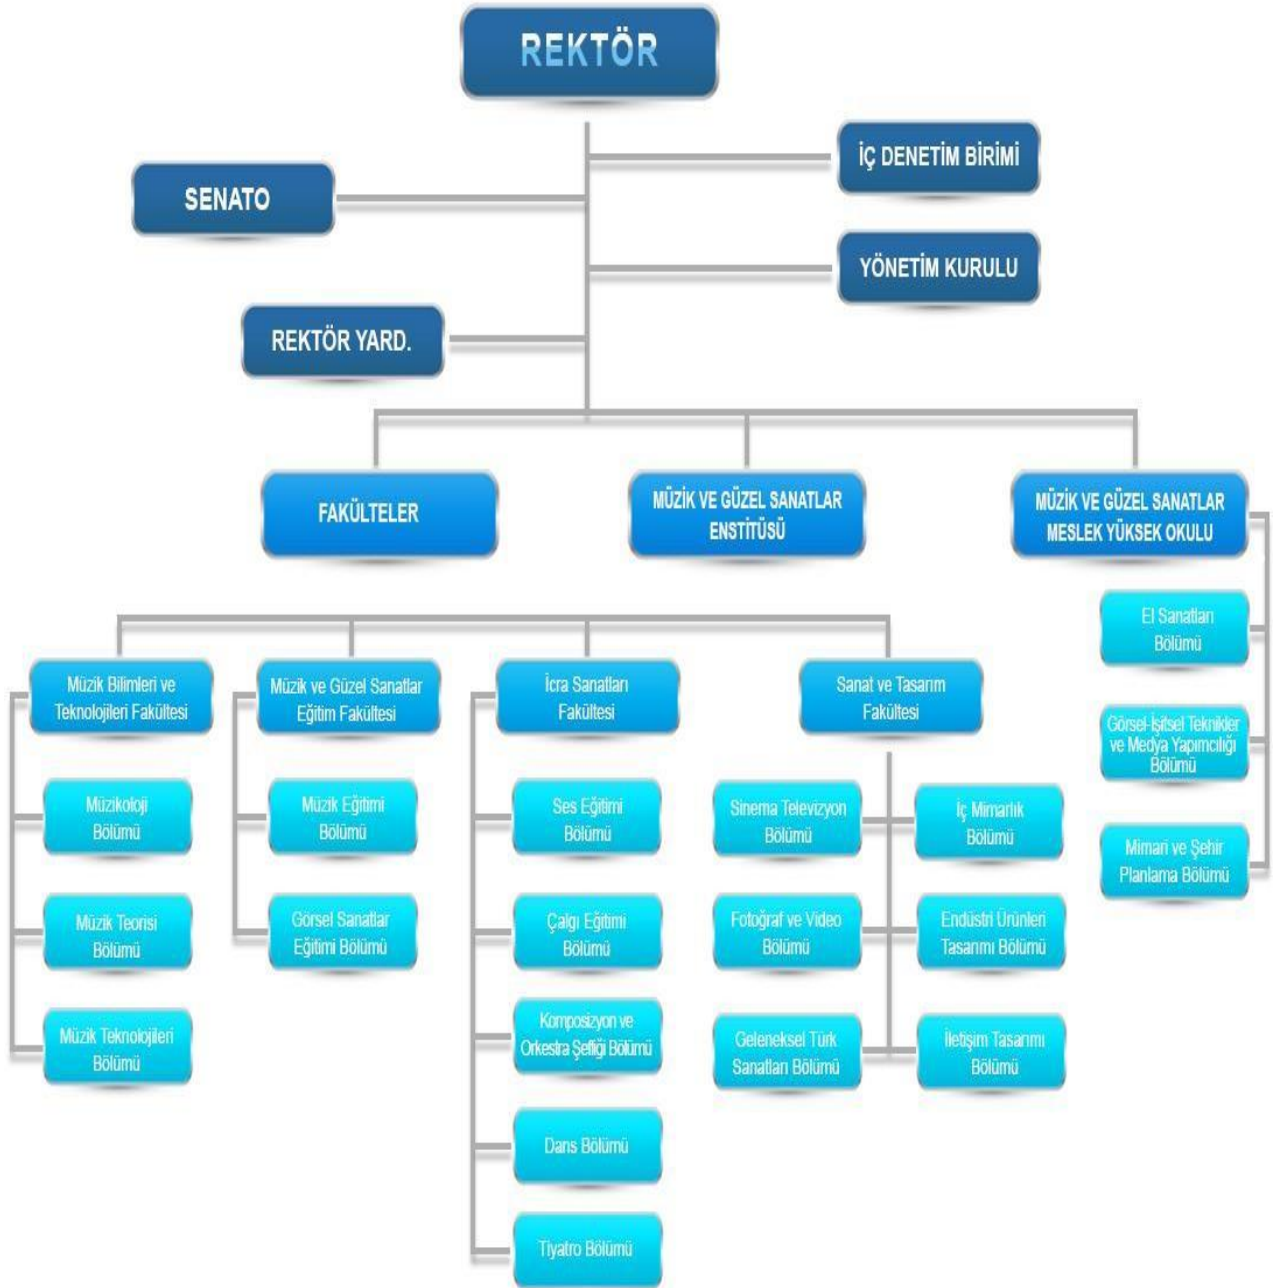 REKTÖR
İÇ DENETİM BİRİMİ
SENATO
YÖNETİM KURULU
REKTÖR YARD.
FAKÜLTELER
MÜZİK VE GÜZEL SANATLAR
ENSTİTÜSÜ
MÜZİK VE GÜZEL SANATLAR
MESLEK YÜKSEK OKULU
El Sanatları
Bölümü
Görsel-İşitsel Teknikler
ve Medya Yapımcılığı
Bölümü
Mimari ve Şehir
Planlama Bölümü
Müzik Bilimleri ve
Teknolojileri Fakültesi
Müzikoloji
Bölümü
Müzik Teorisi
Bölümü
Müzik Teknolojileri
Bölümü
Müzik ve Güzel Sanatlar
Eğitim Fakültesi
Müzik Eğitimi
Bölümü
Görsel Sanatlar
Eğitimi Bölümü
İcra Sanatları
Fakültesi
Ses Eğitimi
Bölümü
Çalgı Eğitimi
Bölümü
Komposizyon ve
Orkestra Şefliği Bölümü
Dans Bölümü
Tiyatro Bölümü
Sanat ve Tasarım
Fakültesi
Sinema Televizyon
Bölümü
İç Mimarlık
Bölümü
Fotoğraf ve Video
Bölümü
Endüstri Ürünleri
Tasarımı Bölümü
Geleneksel Türk
Sanatları Bölümü
İletişim Tasarımı
Bölümü